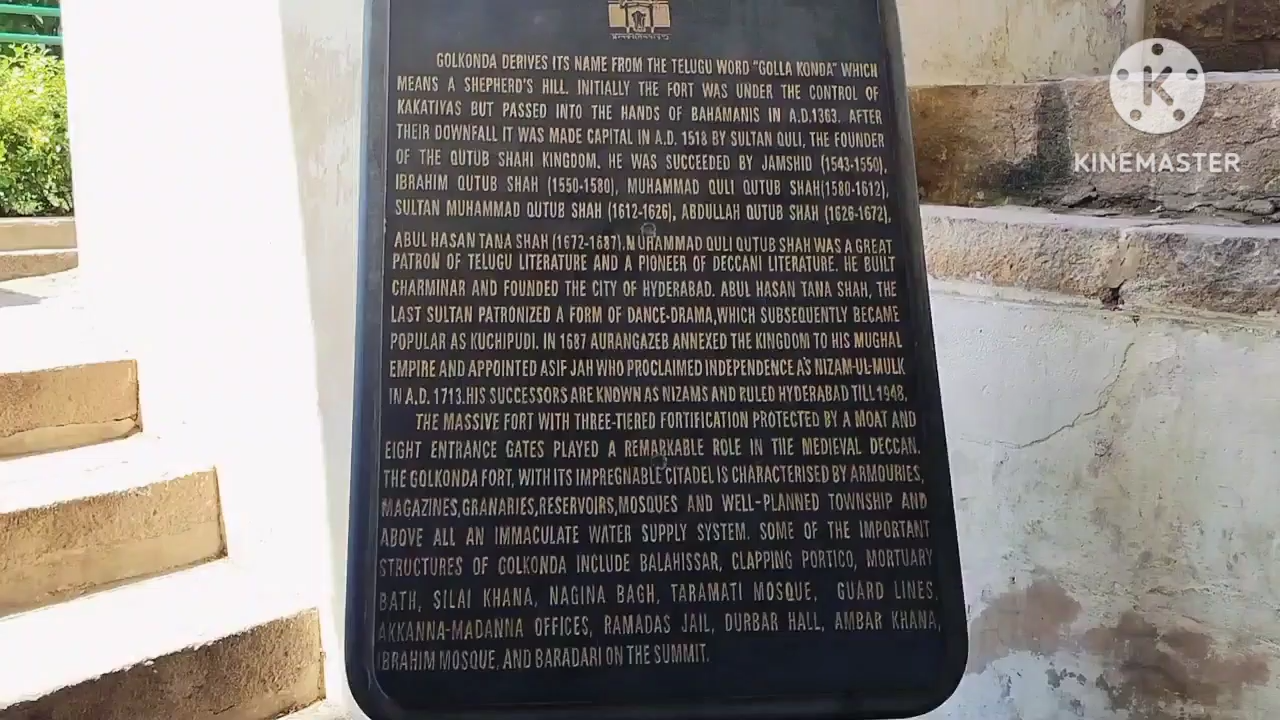 GOLKONDA DERIVES ITS NAME FROM THE TELUGU WORD "GOLLA KONDA" WHICH
MEANS A SHEPHERD'S HILL. INITIALLY THE FORT WAS UNDER THE CONTROL OF
KAKATIYAS BUT PASSED INTO THE HANDS OF BAHAMANIS IN A.D.1363. AFTER
THEIR DOWNFALL IT WAS MADE CAPITAL IN A.D. 1518 BY SULTAN QULI, THE FOUNDER
OF THE QUTUB SHAHI KINGDOM. HE WAS SUCCEEDED BY JAMSHID (1543-1550),
IBRAHIM QUTUB SHAH (1550-1580), MUHAMMAD QULI QUTUB SHAH(1580-1612),
SULTAN MUHAMMAD QUTUB SHAH (1612-1626), ABDULLAH QUTUB SHAH (1626-1672),
ABUL HASAN TANA SHAH (1672-1687).MUHAMMAD QULI QUTUB SHAH WAS A GREAT
PATRON OF TELUGU LITERATURE AND A PIONEER OF DECCANI LITERATURE. HE BUILT
CHARMINAR AND FOUNDED THE CITY OF HYDERABAD. ABUL HASAN TANA SHAH, THE
LAST SULTAN PATRONIZED A FORM OF DANCE-DRAMA,WHICH SUBSEQUENTLY BECAME
POPULAR AS KUCHIPUDI. IN 1687 AURANGAZEB ANNEXED THE KINGDOM TO HIS MUGHAL
EMPIRE AND APPOINTED ASIF JAH WHO PROCLAIMED INDEPENDENCE AS NIZAM-UL-MULK
IN A.D. 1713.HIS SUCCESSORS ARE KNOWN AS NIZAMS AND RULED HYDERABAD TILL 1948.
THE MASSIVE FORT WITH THREE-TIERED FORTIFICATION PROTECTED BY A MOAT AND
EIGHT ENTRANCE GATES PLAYED A REMARKABLE ROLE IN THE MEDIEVAL DECCAN.
THE GOLKONDA FORT, WITH ITS IMPREGNABLE CITADEL IS CHARACTERISED BY ARMOURIES,
MAGAZINES,GRANARIES,RESERVOIRS,MOSQUES AND WELL-PLANNED TOWNSHIP AND
ABOVE ALL AN IMMACULATE WATER SUPPLY SYSTEM. SOME OF THE IMPORTANT
STRUCTURES OF GOLKONDA INCLUDE BALAHISSAR, CLAPPING PORTICO, MORTUARY
BATH, SILAI KHANA, NAGINA BAGH, TARAMATI MOSQUE, GUARD LINES,
AKKANNA-MADANNA OFFICES, RAMADAS JAIL, DURBAR HALL, AMBAR KHANA,
IBRAHIM MOSQUE, AND BARADARI ON THE SUMMIT.
K
KINEMASTER